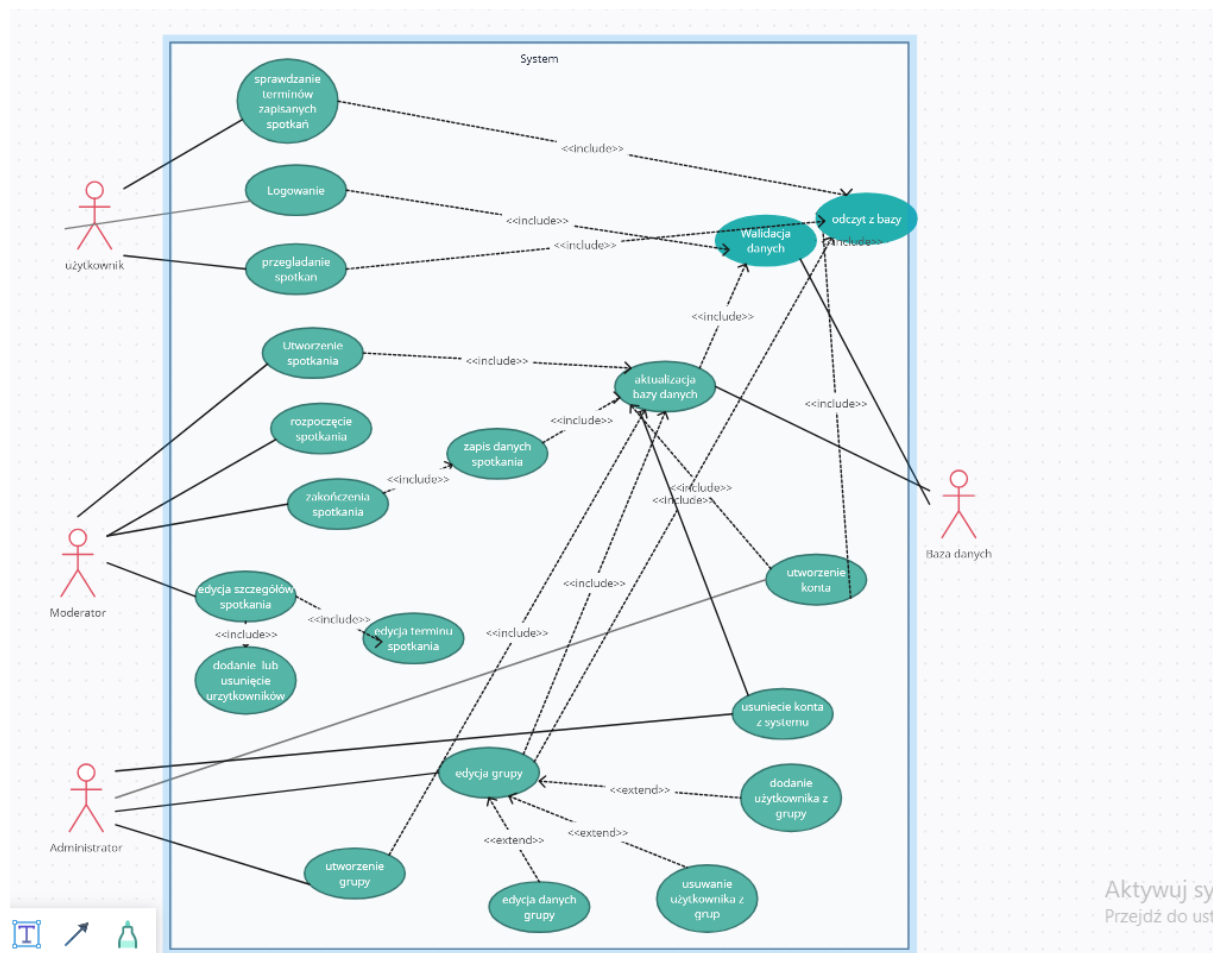 System
sprawdzanie
terminów
zapisanych
spotkań
<<include>>
Logowanie
odczyt z bazy
<<include>>
Walidacja
danych
<<include>>
<<include>>
użytkownik
przegladanie
spotkan
<<include>>
Utworzenie
spotkania
<<include>>
aktualizacja
bazy danych
<<include>>
rozpoczęcie
spotkania
<<include>>
zapis danych
spotkania
<<include>>
zakończenia
spotkania
<<include>>
<<include>>
Baza danych
Moderator
edycja szczegółów
spotkania
<<include>>
utworzenie
konta
<<include>>
<<include>>
edycja terminu
spotkania
<<include>>
dodanie lub
usunięcie
urzytkowników
usuniecie konta
z systemu
edycja grupy
<<extend>>
dodanie
użytkownika z
grupy
Administrator
<<extend>>
<<extend>>
utworzenie
grupy
edycja danych
grupy
usuwanie
użytkownika z
grup
Aktywuj sy
Przejdź do ust
T